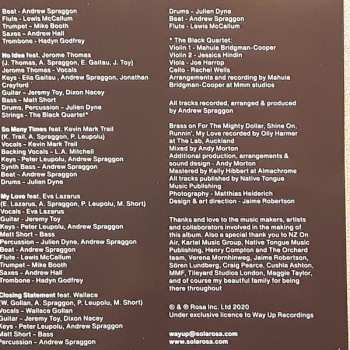 Beat - Andrew Spraggon
Flute - Lewis McCallum
Trumpet - Mike Booth
Saxes - Andrew Hall
Trombone - Hadyn Godfrey
No Idea feat. Jerome Thomas
(J. Thomas, A. Spraggon, E. Gaitau, J. Toy)
Jerome Thomas - Vocals
Keys - Ella Gaitau, Andrew Spraggon, Jonathan
Crayford
Guitar - Jeremy Toy, Dixon Nacey
Bass - Matt Short
Drums, Percussion - Julien Dyne
Strings - The Black Quartet*
So Many Times feat. Kevin Mark Trail
(K. Trail, A. Spraggon, P. Leupolu)
Vocals - Kevin Mark Trail
Backing Vocals - L.A. Mitchell
Keys - Peter Leupolu, Andrew Spraggon
Synth Bass - Andrew Spraggon
Beat - Andrew Spraggon
Drums - Julien Dyne
My Love feat. Eva Lazarus
(E. Lazarus, A. Spraggon, P. Leupolu, M. Short)
Vocals - Eva Lazarus
Guitar - Jeremy Toy
Keys - Peter Leupolu, Andrew Spraggon
Matt Short - Bass
Percussion - Julien Dyne, Andrew Spraggon
Beat - Andrew Spraggon
Flute - Lewis McCallum
Trumpet - Mike Booth
Saxes - Andrew Hall
Trombone - Hadyn Godfrey
Closing Statement feat. Wallace
(W. Gollan, A. Spraggon, P. Leupolu, M. Short)
Vocals - Wallace Gollan
Guitar - Jeremy Toy, Dixon Nacey
Keys - Peter Leupolu, Andrew Spraggon
Matt Short - Bass
Percussion - Andrew Spraggon
Drums - Julien Dyne
Beat - Andrew Spraggon
* The Black Quartet:
Violin 1 - Mahuia Bridgman-Cooper
Violin 2 - Jessica Hindin
Viola - Joe Harrop
Cello - Rachel Wells
Arrangements and recording by Mahuia
Bridgman-Cooper at Mmm studios
All tracks recorded, arranged & produced
by Andrew Spraggon
Brass on For The Mighty Dollar, Shine On,
Runnin', My Love recorded by Olly Harmer
at The Lab, Auckland
Mixed by Andy Morton
Additional production, arrangements &
sound design - Andy Morton
Mastered by Kelly Hibbert at Almachrome
All tracks published by Native Tongue
Music Publishing
Photography - Matthias Heiderich
Design & art direction - Jaime Robertson
Thanks and love to the music makers, artists
and collaborators involved in the making of
this album. Also a special thank you to NZ On
Air, Kartel Music Group, Native Tongue Music
Publishing, Harry Compton and The Orchard
team, Verena Mornhinweg, Jaime Robertson,
Sören Lundberg, Craig Pearce, Cushla Ashton,
MMF, Tileyard Studios London, Maggie Taylor,
and of course my beautiful family for being
there throughout
℗ & © Rosa Inc. Ltd 2020
Under exclusive licence to Way Up Recordings
wayup@solarosa.com
www.solarosa.com